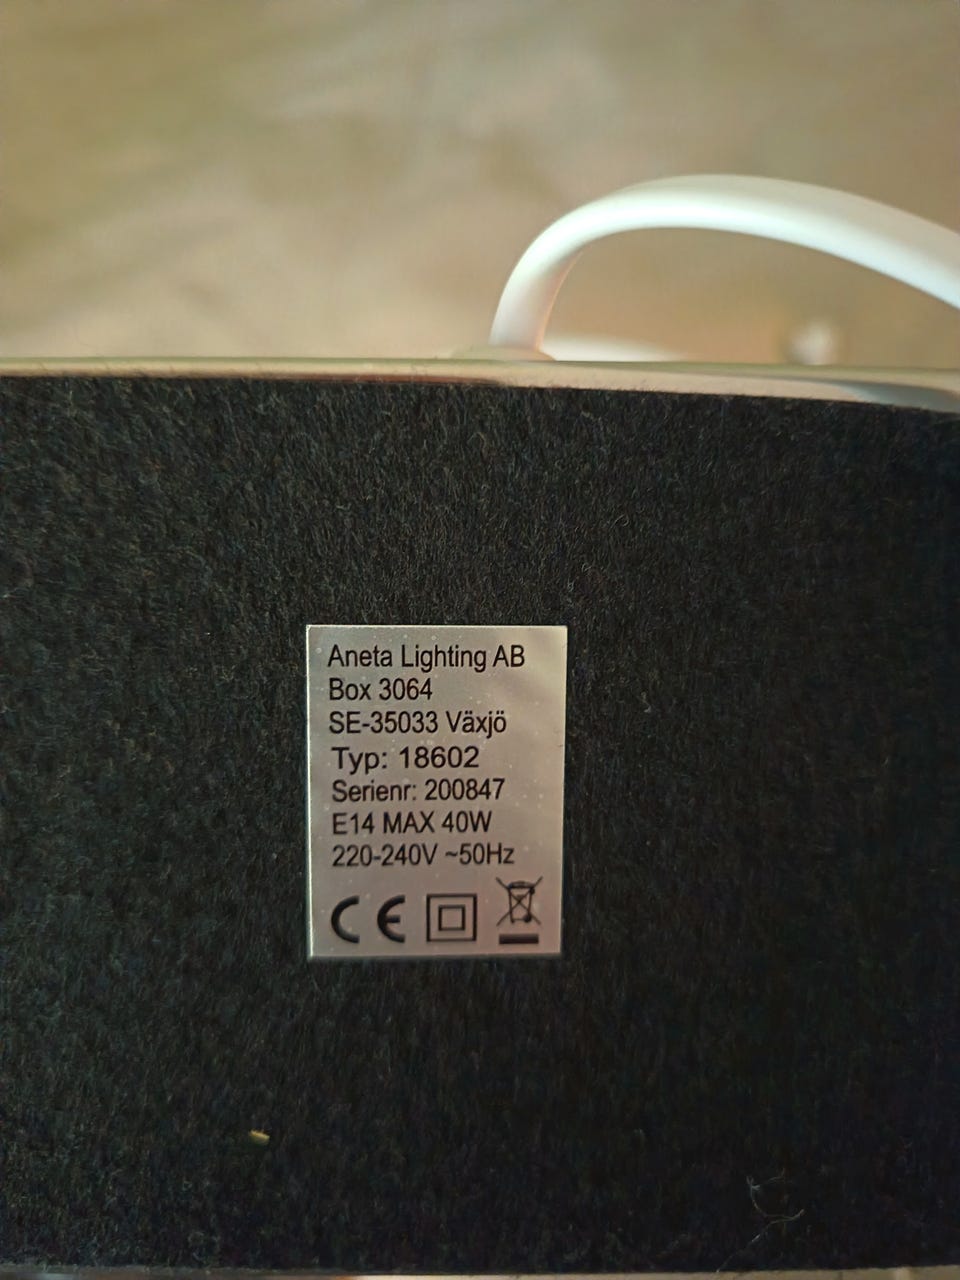 Aneta Lighting AB
Box 3064
SE-35033 Växjö
Typ: 18602
Serienr: 200847
E14 MAX 40W
220-240V ~50Hz
CE